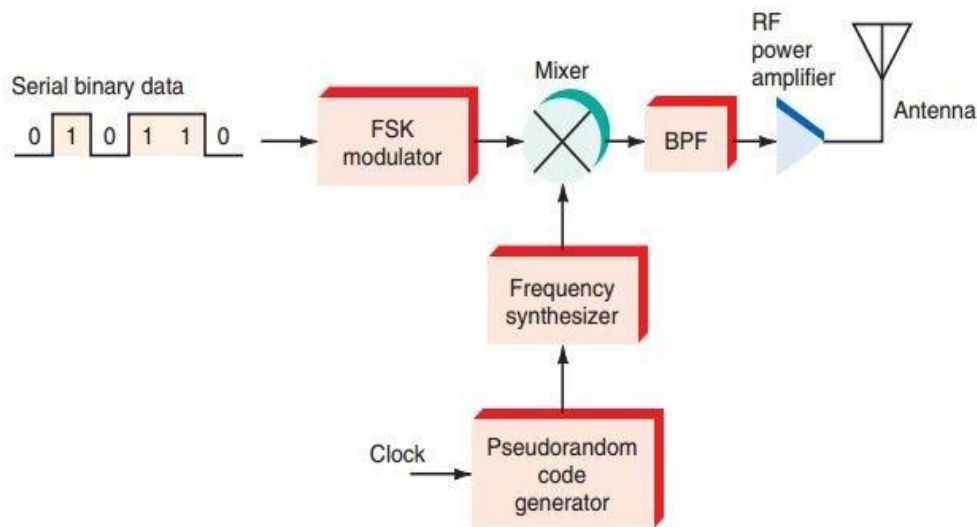 RF
power
amplifier
Mixer
Serial binary data
0 1 0 1 1 0
FSK
modulator
BPF
Antenna
Frequency
synthesizer
Clock
Pseudorandom
code
generator